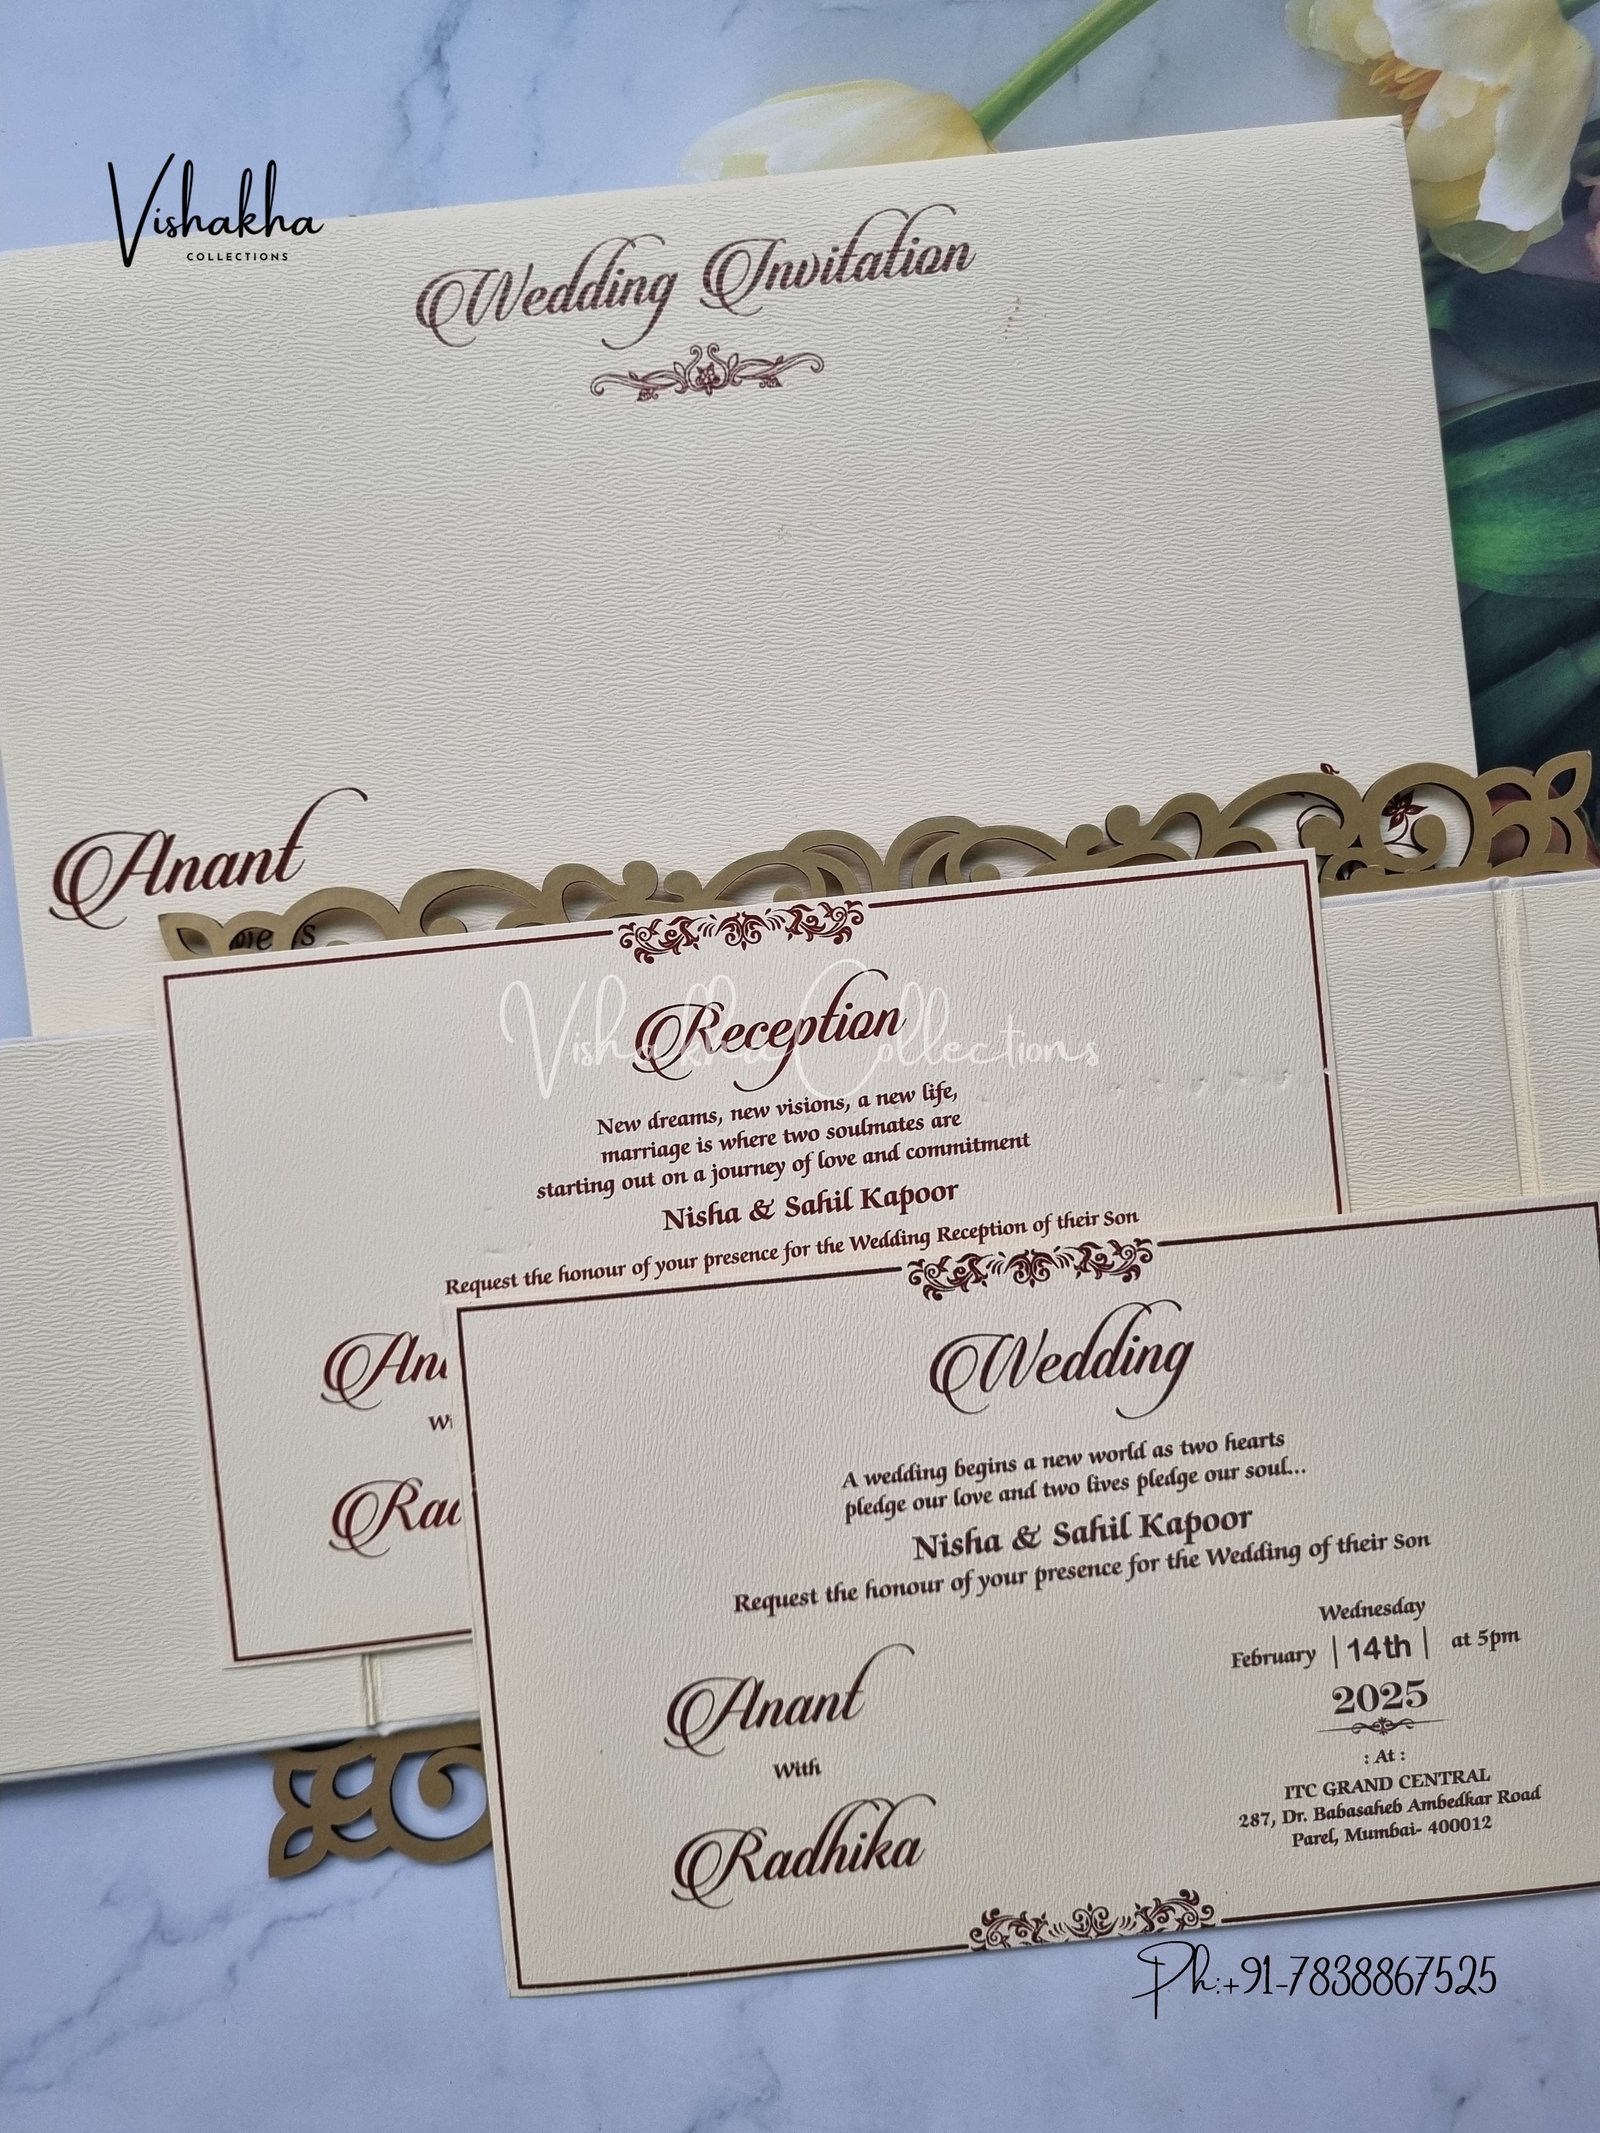 Vishakha
COLLECTIONS
Wedding Invitation
Anant
Reception
Vishakha Collections
New dreams, new visions, a new life,
marriage is where two soulmates are
starting out on a journey of love and commitment
Nisha & Sahil Kapoor
Request the honour of your presence for the Wedding Reception of their Son
Wedding
A wedding begins a new world as two hearts
pledge our love and two lives pledge our soul...
Nisha & Sahil Kapoor
Request the honour of your presence for the Wedding of their Son
Wednesday
February | 14th | at 5pm
2025
: At :
ITC GRAND CENTRAL
287, Dr. Babasaheb Ambedkar Road
Parel, Mumbai- 400012
Anant
With
Radhika
Ph:+91-7838867525